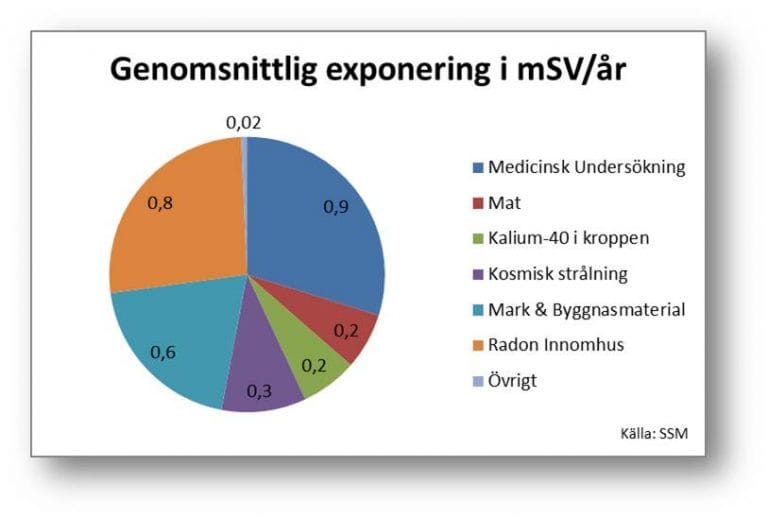 Genomsnittlig exponering i mSV/år
0,02
0,9
0,8
0,2
0,6
0,2
0,3
Medicinsk Undersökning
Mat
Kalium-40 i kroppen
Kosmisk strålning
Mark & Byggnasmaterial
Radon Innomhus
Övrigt
Källa: SSM